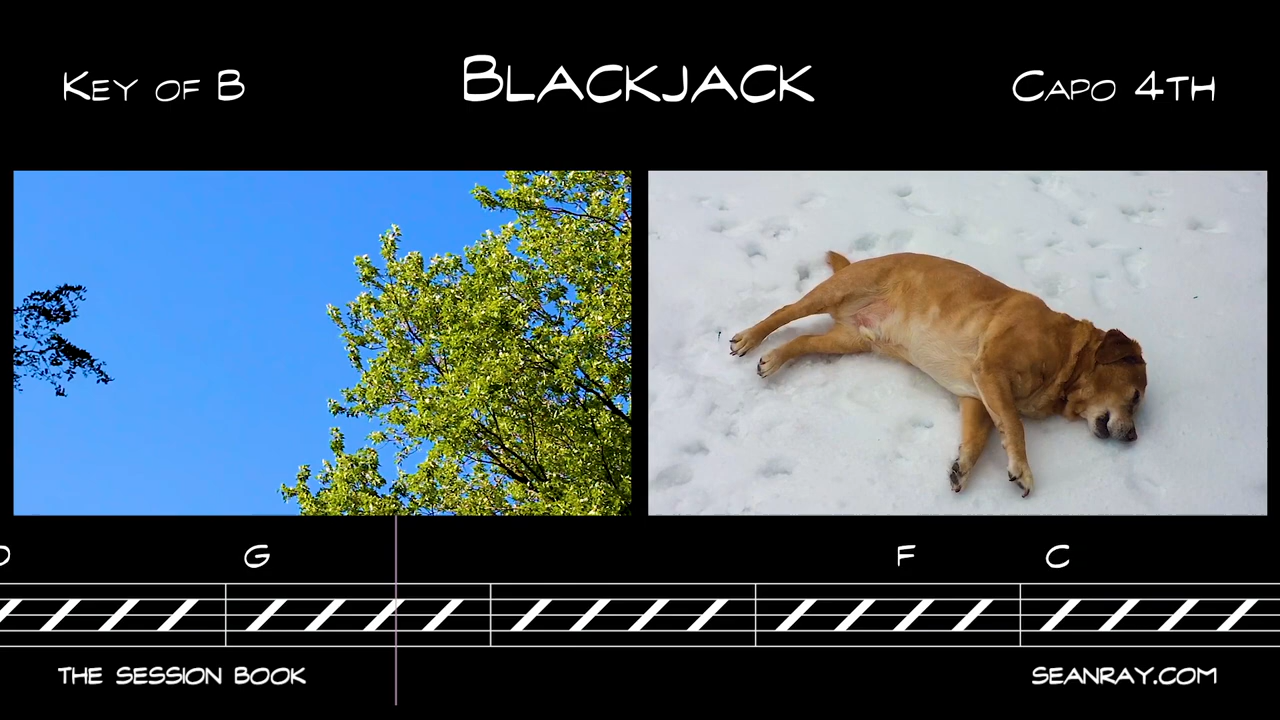 Key of B
Blackjack
Capo 4th
G
F
C
The Session Book
seanray.com